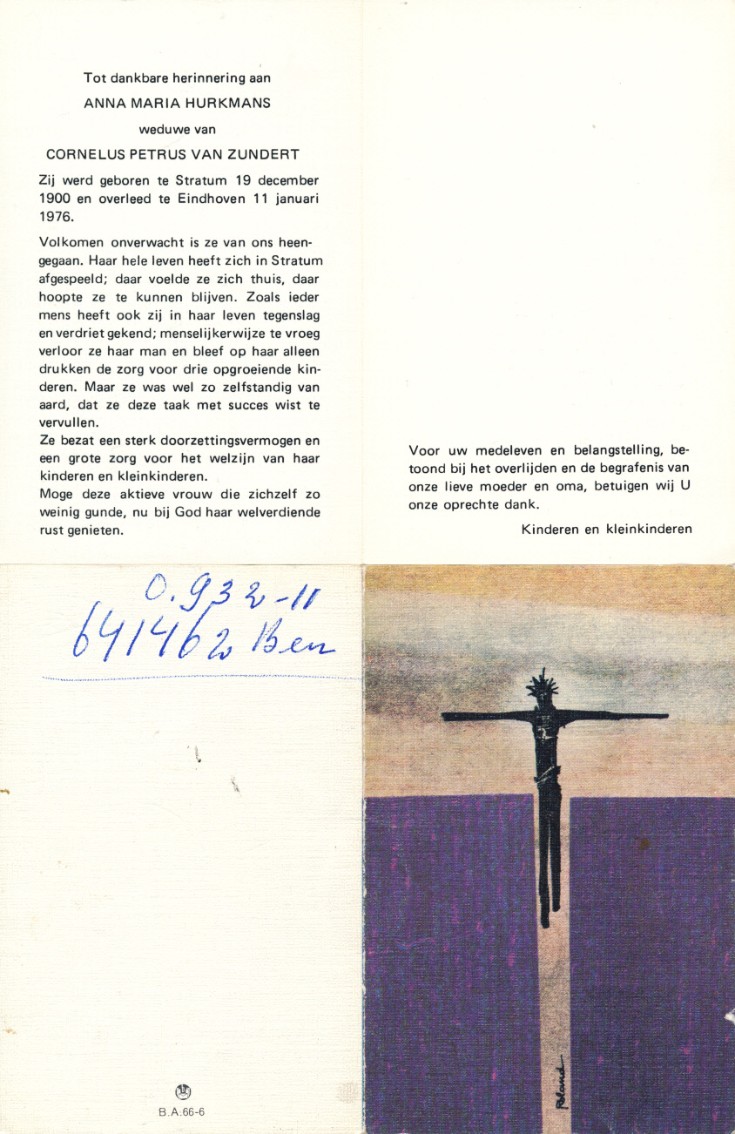 Tot dankbare herinnering aan
ANNA MARIA HURKMANS
weduwe van
CORNELUS PETRUS VAN ZUNDERT
Zij werd geboren te Stratum 19 december
1900 en overleed te Eindhoven 11 januari
1976.
Volkomen onverwacht is ze van ons heen-
gegaan. Haar hele leven heeft zich in Stratum
afgespeeld; daar voelde ze zich thuis, daar
hoopte ze te kunnen blijven. Zoals ieder
mens heeft ook zij in haar leven tegenslag
en verdriet gekend; menselijkerwijze te vroeg
verloor ze haar man en bleef op haar alleen
drukken de zorg voor drie opgroeiende kin-
deren. Maar ze was wel zo zelfstandig van
aard, dat ze deze taak met succes wist te
vervullen.
Ze bezat een sterk doorzettingsvermogen en
een grote zorg voor het welzijn van haar
kinderen en kleinkinderen.
Moge deze aktieve vrouw die zichzelf zo
weinig gunde, nu bij God haar welverdiende
rust genieten.
Voor uw medeleven en belangstelling, be-
toond bij het overlijden en de begrafenis van
onze lieve moeder en oma, betuigen wij U
onze oprechte dank.
Kinderen en kleinkinderen
0.932-11
641462 Ben
B.A.66-6
Roland